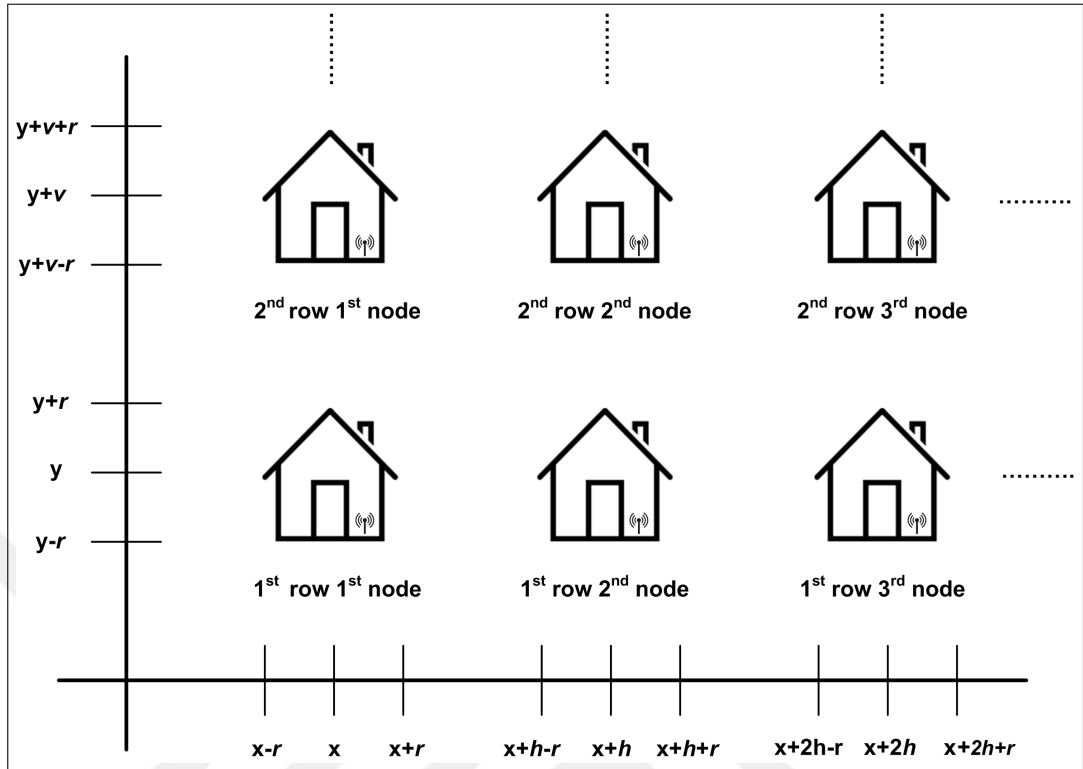 y+v+r
y+v
y+v-r
2nd row 1st node
2nd row 2nd node
2nd row 3rd node
y+r
y
y-r
1st row 1st node
1st row 2nd node
1st row 3rd node
x-r
x
x+r
x+h-r
x+h
x+h+r
x+2h-r
x+2h
x+2h+r